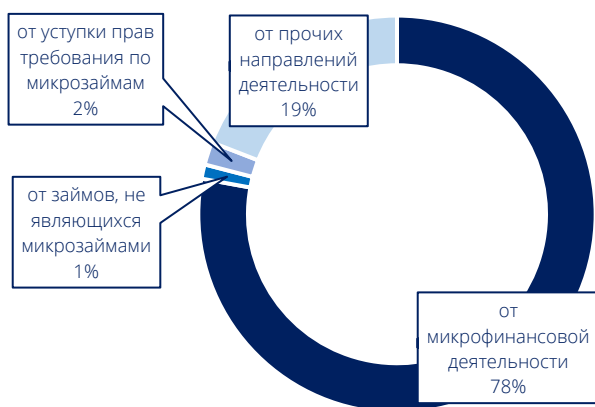 от уступки прав
требования по
микрозаймам
2%
от прочих
направлений
деятельности
19%
от займов, не
являющихся
микрозаймами
1%
от
микрофинансовой
деятельности
78%